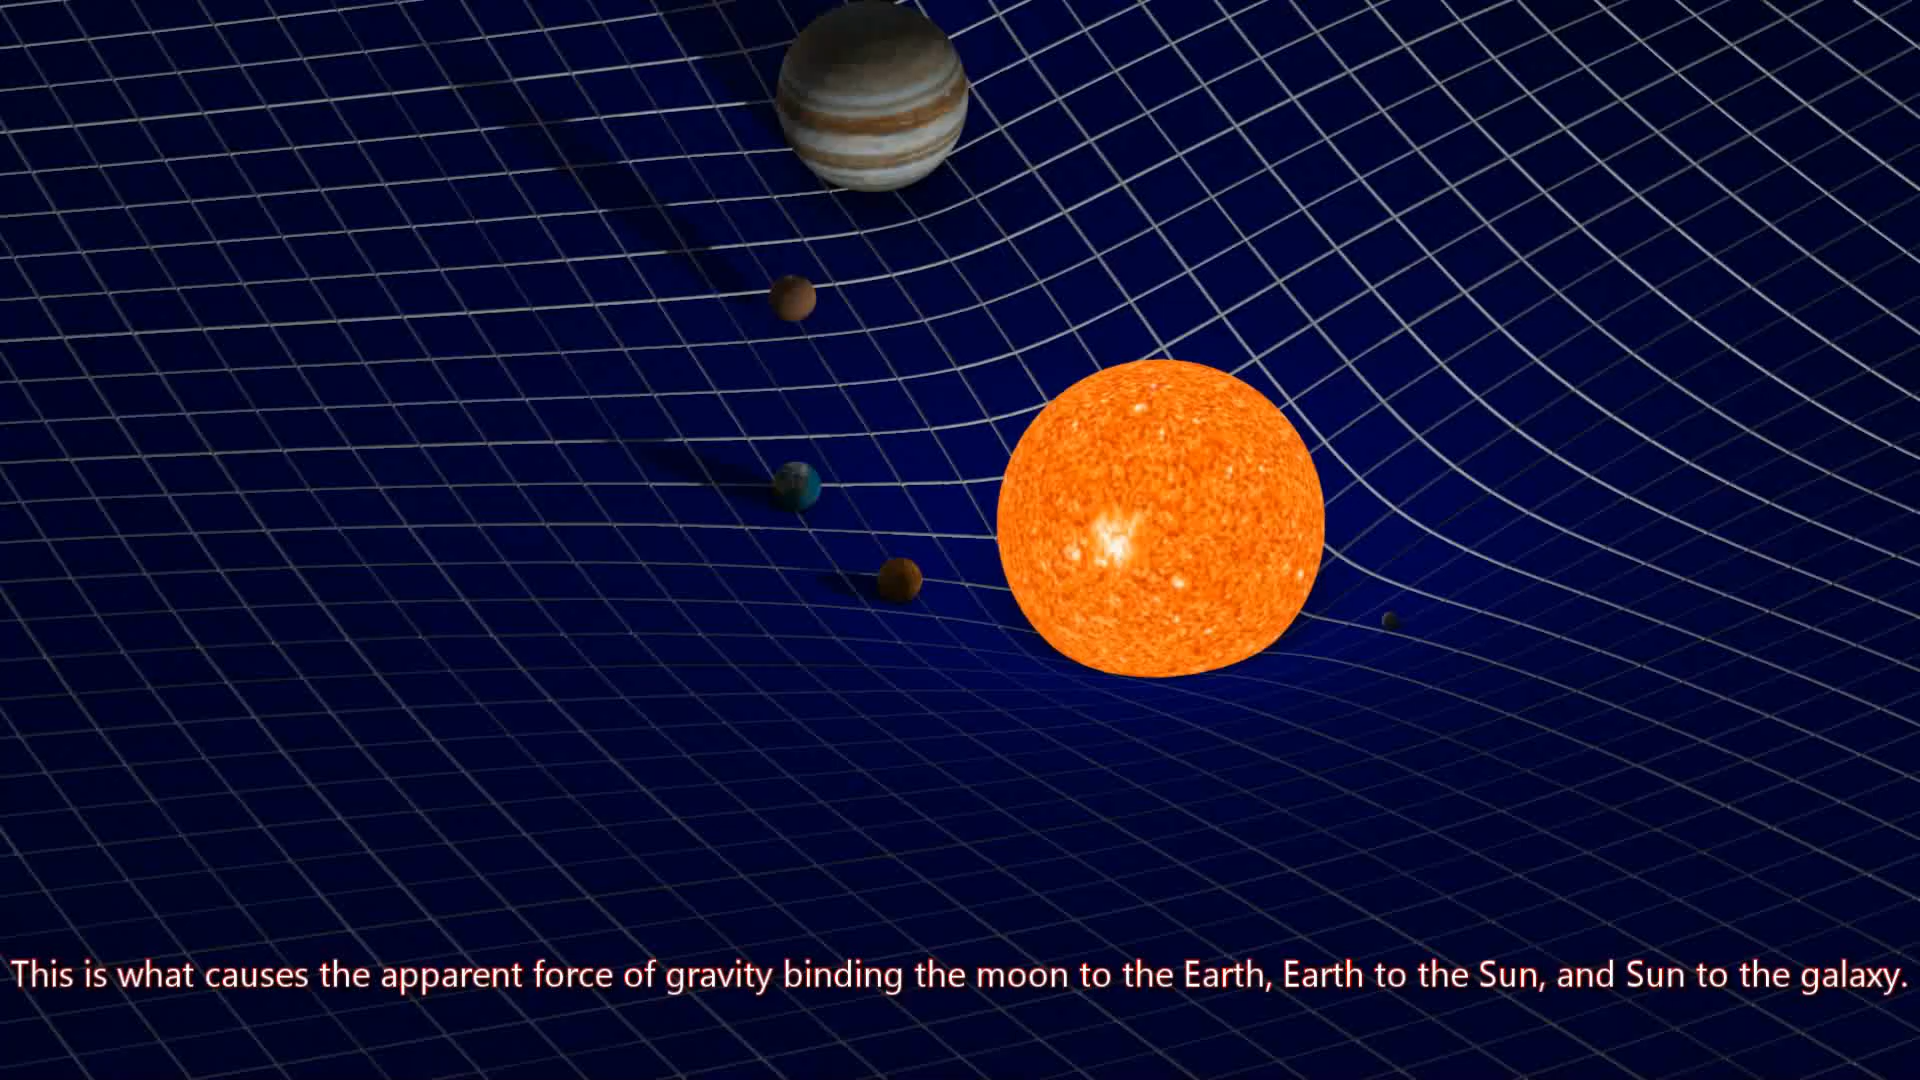 This is what causes the apparent force of gravity binding the moon to the Earth, Earth to the Sun, and Sun to the galaxy.